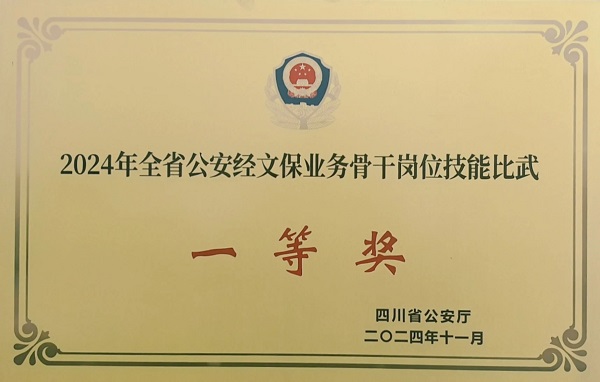 2024年全省公安经文保业务骨干岗位技能比武
一等奖
四川省公安厅
二〇二四年十一月